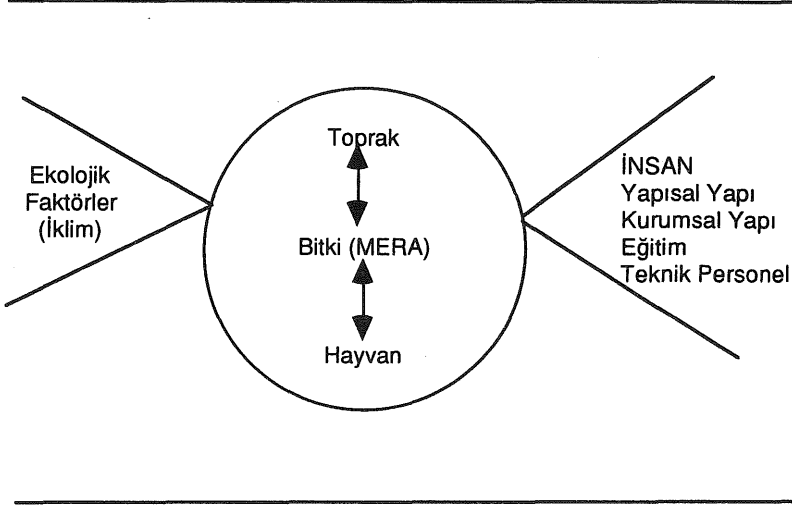 Ekolojik
Faktörler
(İklim)
Toprak
Bitki (MERA)
Hayvan
İNSAN
Yapısal Yapı
Kurumsal Yapı
Eğitim
Teknik Personel